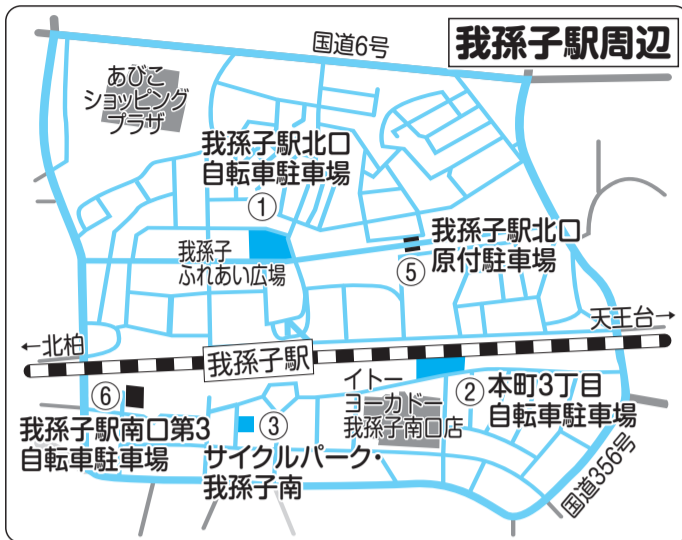 我孫子駅周辺
国道6号
あびこ
ショッピング
プラザ
我孫子駅北口
自転車駐車場
①
我孫子
ふれあい広場
我孫子駅北口
⑤原付駐車場
天王台→
←北柏
我孫子駅
イトー
ヨーカドー
我孫子南口店
②本町3丁目
自転車駐車場
⑥
我孫子駅南口第3
自転車駐車場
③
サイクルパーク・
我孫子南
国道356号